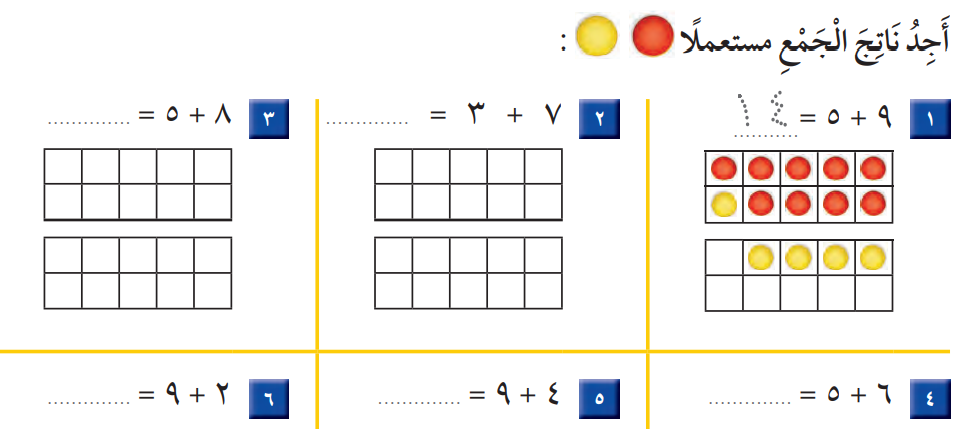 أَجِدُ نَاتِجَ الْجَمْعِ مستعملًا :
١ ٩ + ٥ = ١٤
٢ ٧ + ٣ = ..............
٣ ٨ + ٥ = ..............
٤ ٦ + ٥ = ..............
٥ ٤ + ٩ = ..............
٦ ٢ + ٩ = ..............